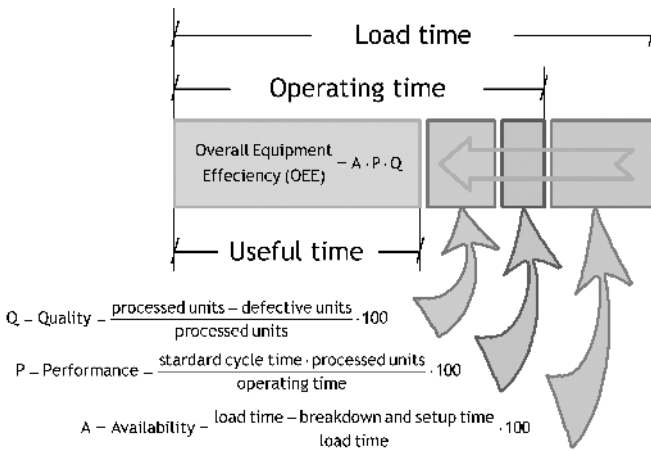 Load time
Operating time
Overall Equipment
Effeciency (OEE) = A · P · Q
Useful time
Q – Quality = processed units – defective units / processed units · 100
P – Performance = stardard cycle time · processed units / operating time · 100
A – Availability = load time – breakdown and setup time / load time · 100